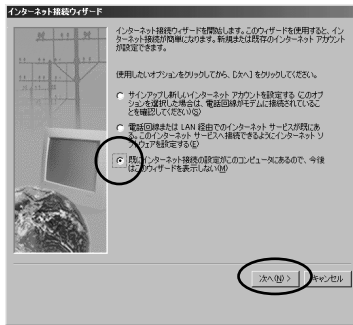 インターネット接続ウィザード
インターネット接続ウィザードを開始します。このウィザードを使用すると、イン
ターネット接続が簡単になります。新規または既存のインターネット アカウント
が設定できます。
使用したいオプションをクリックしてから、[次へ] をクリックしてください。
サインアップし新しいインターネット アカウントを設定する (このオプ
ションを選択した場合は、電話回線がモデムに接続されているこ
とを確認してください)(S)
電話回線または LAN 経由でのインターネット サービスが既にあ
る。このインターネット サービスへ接続できるようにインターネット ソ
フトウェアを設定する(E)
既にインターネット接続の設定がこのコンピュータにあるので、今後
はこのウィザードを表示しない(M)
次へ(N) >
キャンセル